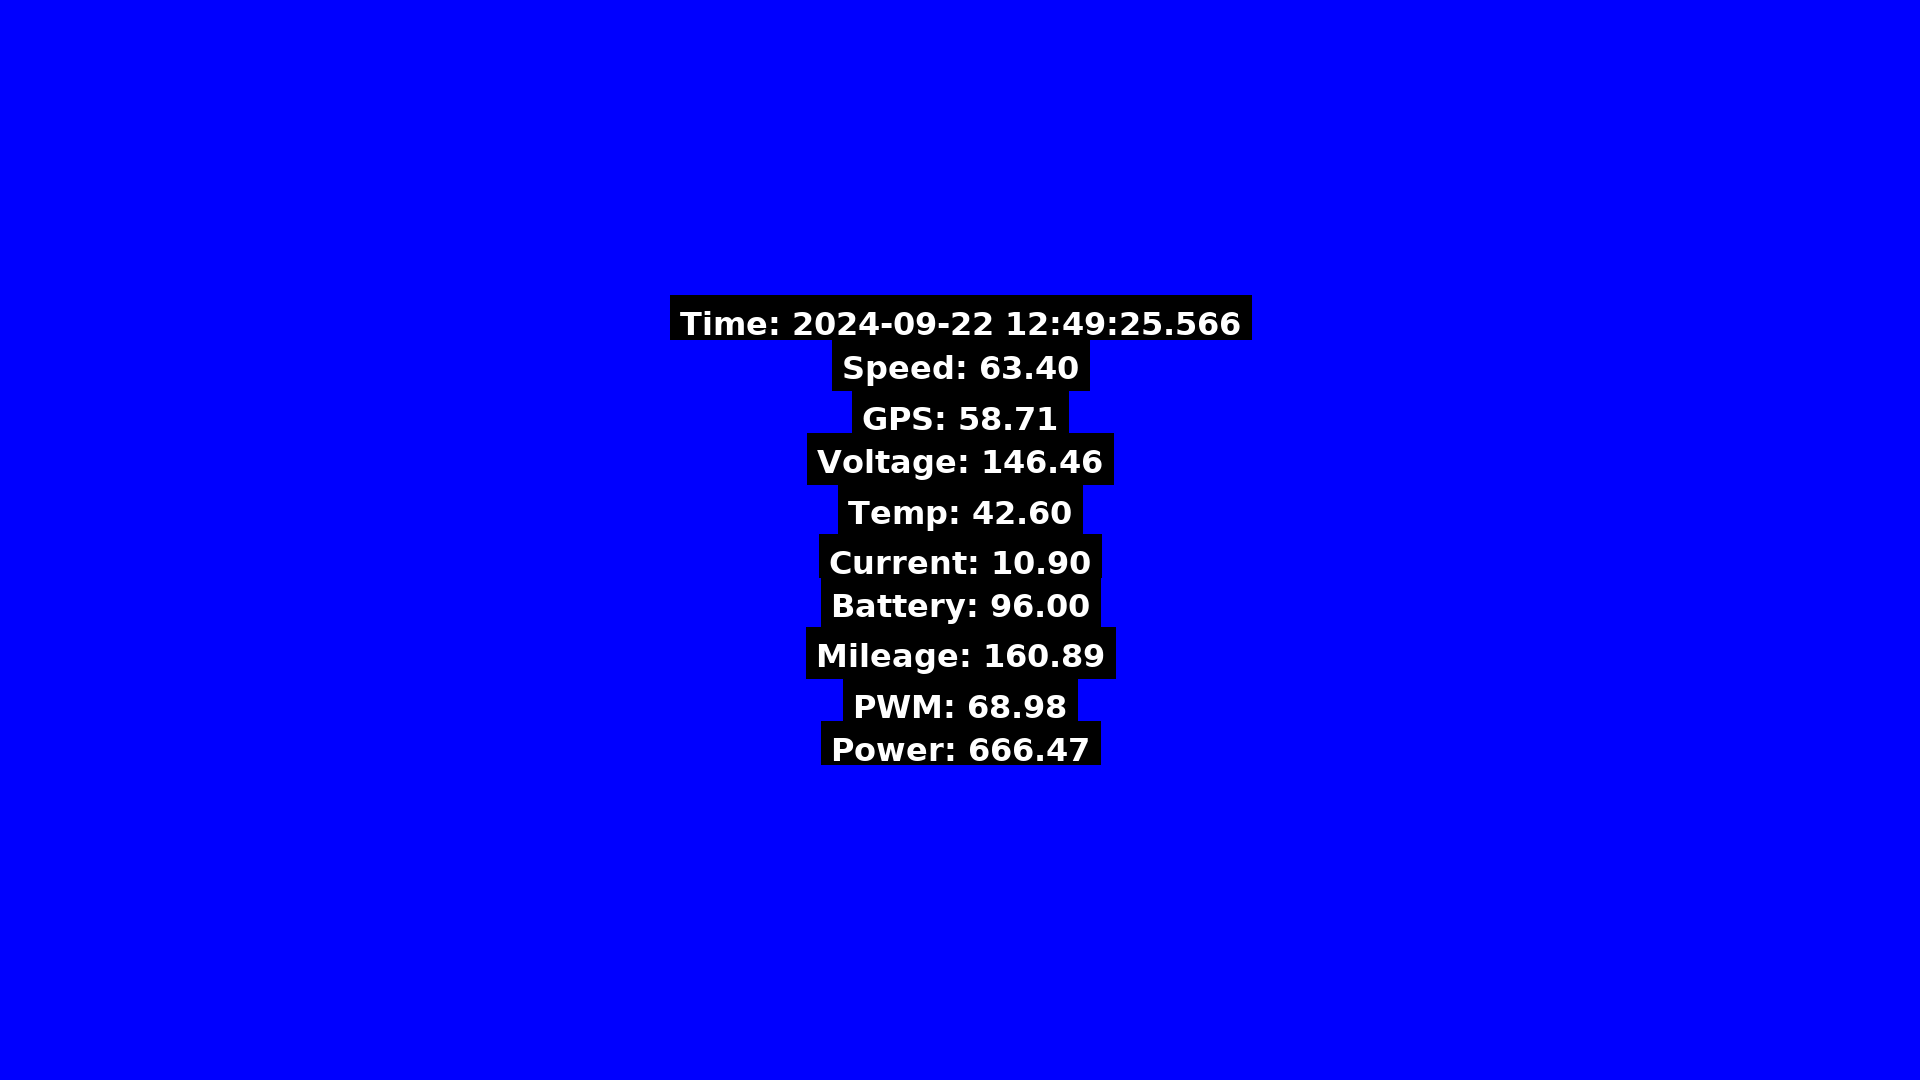 Time: 2024-09-22 12:49:25.566
Speed: 63.40
GPS: 58.71
Voltage: 146.46
Temp: 42.60
Current: 10.90
Battery: 96.00
Mileage: 160.89
PWM: 68.98
Power: 666.47